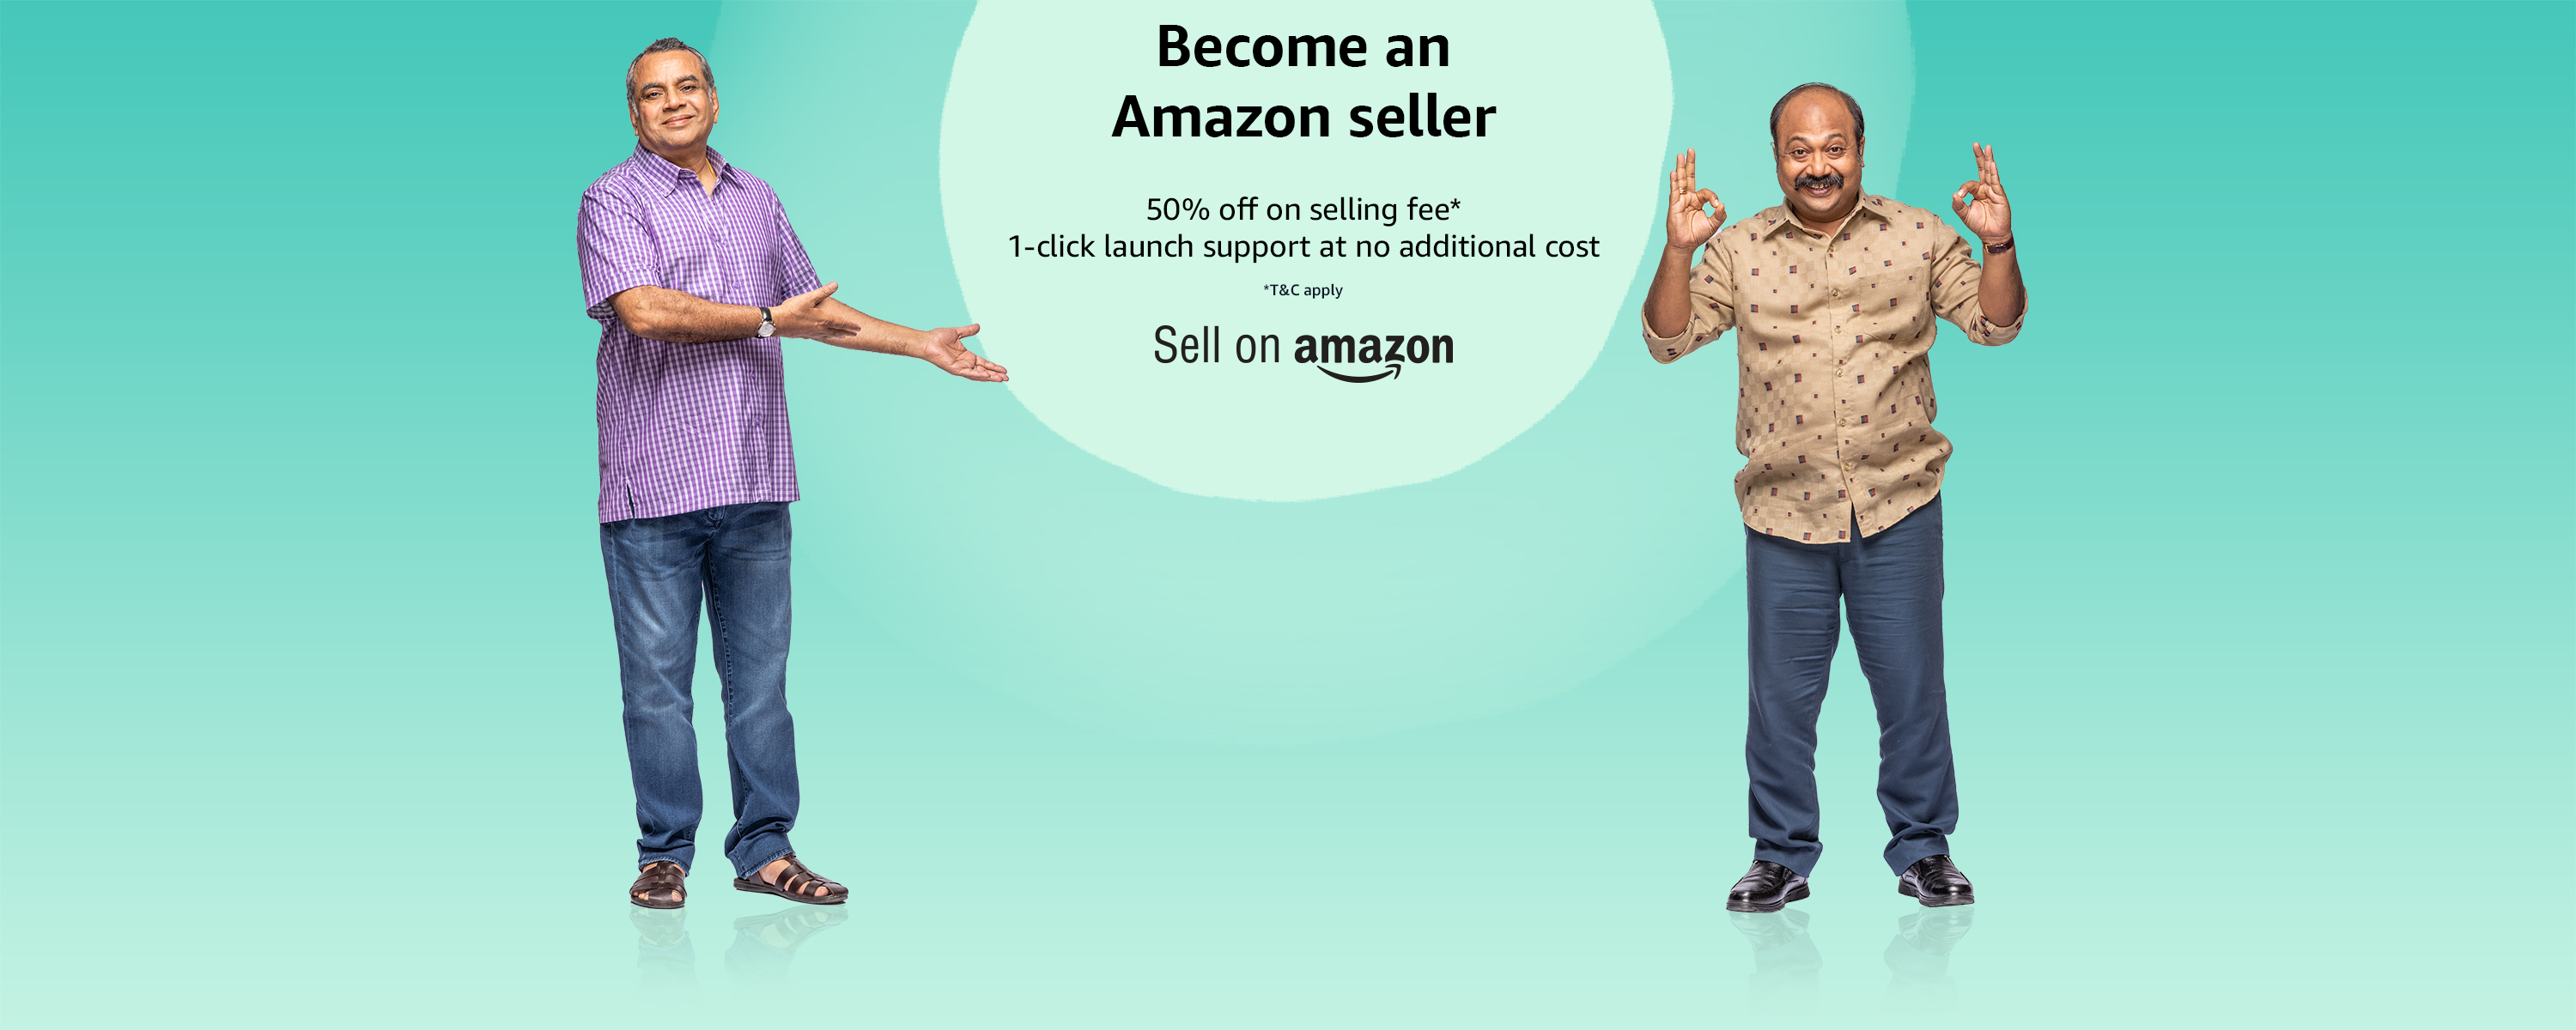 Become an
Amazon seller
50% off on selling fee*
1-click launch support at no additional cost
*T&C apply
Sell on amazon